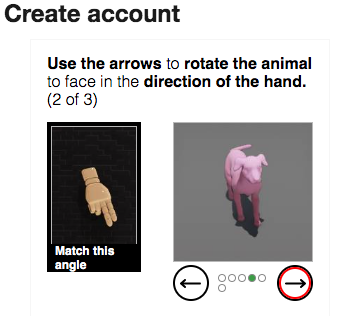 Create account
Use the arrows to rotate the animal
to face in the direction of the hand.
(2 of 3)
Match this
angle